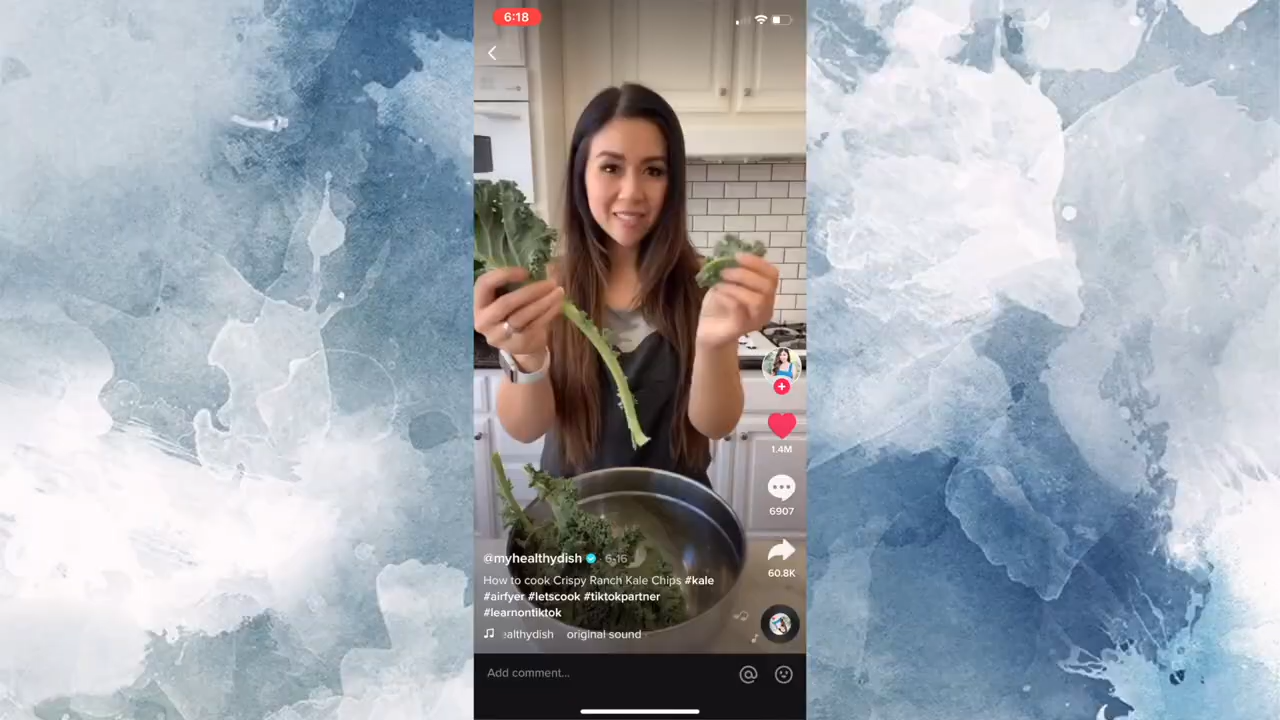 6:18
1.4M
6907
@myhealthydish · 6-16
60.8K
How to cook Crispy Ranch Kale Chips #kale
#airfyer #letscook #tiktokpartner
#learnontiktok
ealthydish original sound
Add comment...